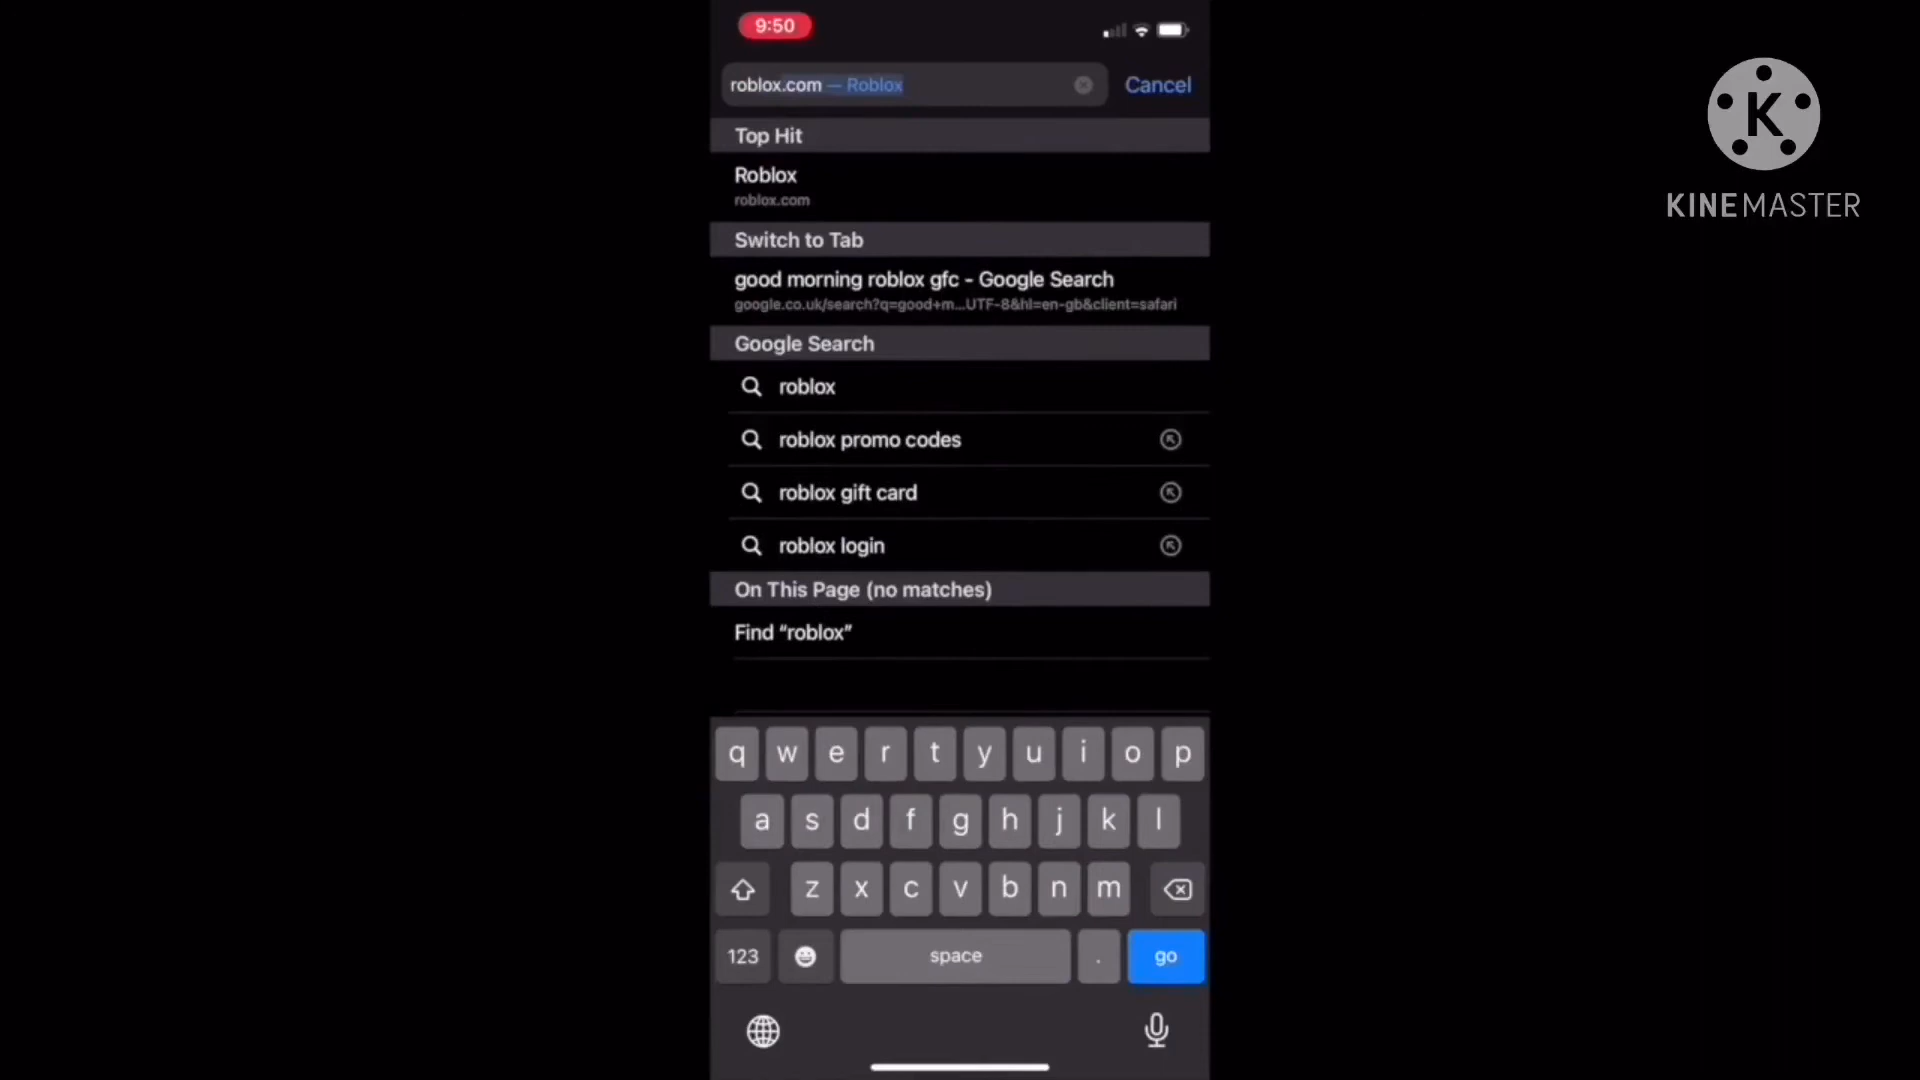 9:50
roblox.com — Roblox
Cancel
Top Hit
Roblox
roblox.com
Switch to Tab
good morning roblox gfc - Google Search
google.co.uk/search?q=good+m...UTF-8&hl=en-gb&client=safari
Google Search
roblox
roblox promo codes
roblox gift card
roblox login
On This Page (no matches)
Find “roblox”
q w e r t y u i o p
a s d f g h j k l
z x c v b n m
123 space . go
K
KINEMASTER